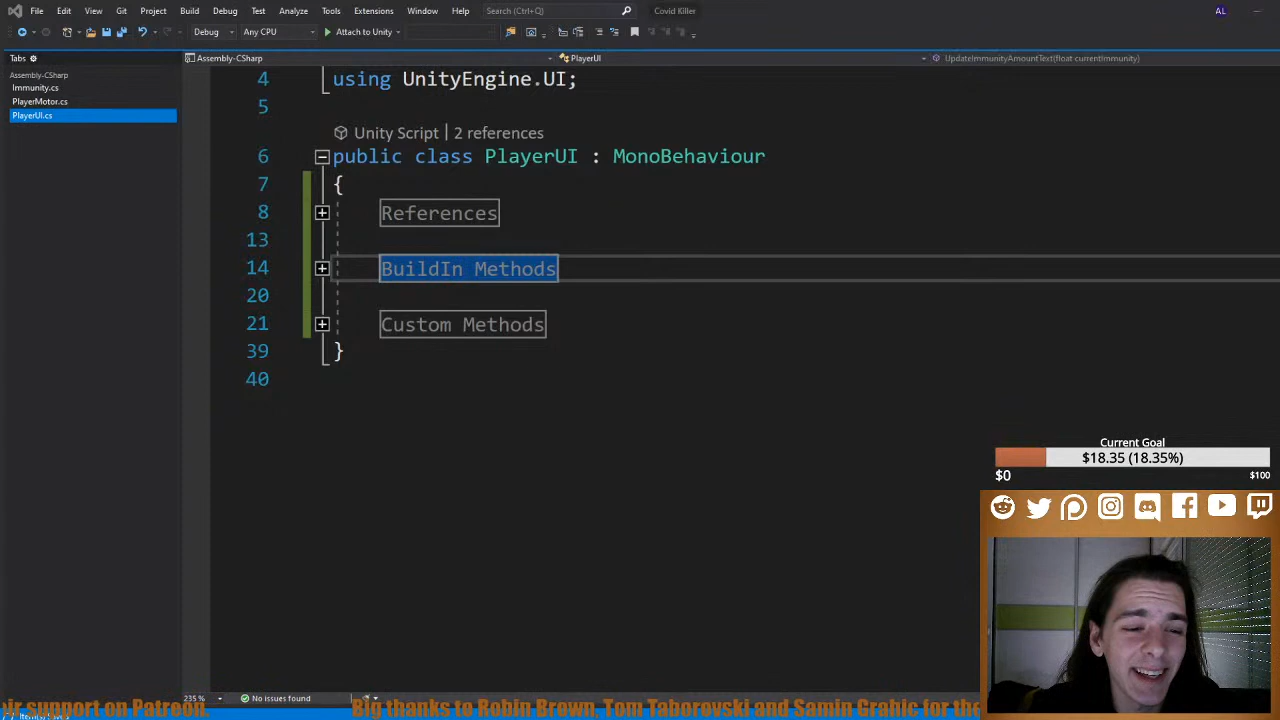 File Edit View Git Project Build Debug Test Analyze Tools Extensions Window Help Search (Ctrl+Q) Covid Killer AL
Debug Any CPU Attach to Unity
Tabs
Assembly-CSharp
Immunity.cs
PlayerMotor.cs
PlayerUI.cs
Assembly-CSharp PlayerUI UpdateImmunityAmountText(float currentImmunity)
4 using UnityEngine.UI;
5
Unity Script | 2 references
6 public class PlayerUI : MonoBehaviour
7 {
8 References
13
14 BuildIn Methods
20
21 Custom Methods
39 }
40
Current Goal
$18.35 (18.35%)
$0 $100
235 % No issues found
support on Patreon. Big thanks to Robin Brown, Tom Taborovski and Samin Grahic for the